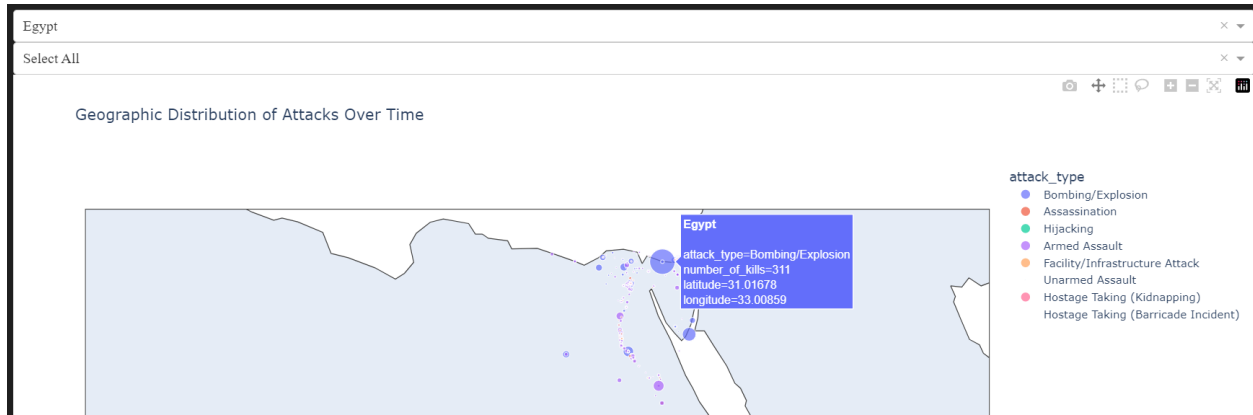 Egypt
Select All
Geographic Distribution of Attacks Over Time
attack_type
Bombing/Explosion
Assassination
Hijacking
Armed Assault
Facility/Infrastructure Attack
Unarmed Assault
Hostage Taking (Kidnapping)
Hostage Taking (Barricade Incident)
Egypt
attack_type=Bombing/Explosion
number_of_kills=311
latitude=31.01678
longitude=33.00859